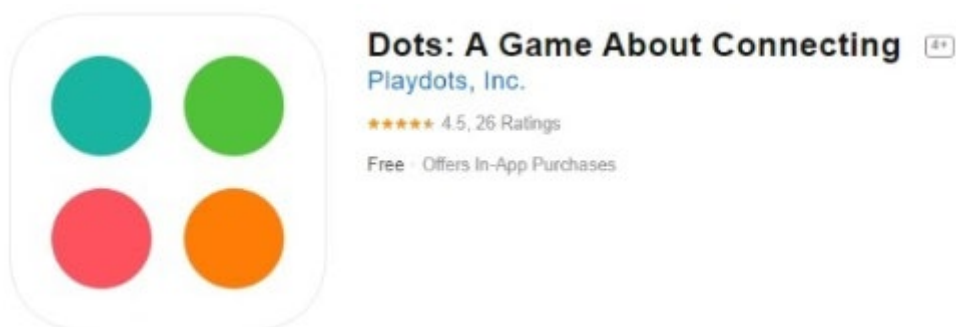 Dots: A Game About Connecting 4+
Playdots, Inc.
4.5, 26 Ratings
Free · Offers In-App Purchases